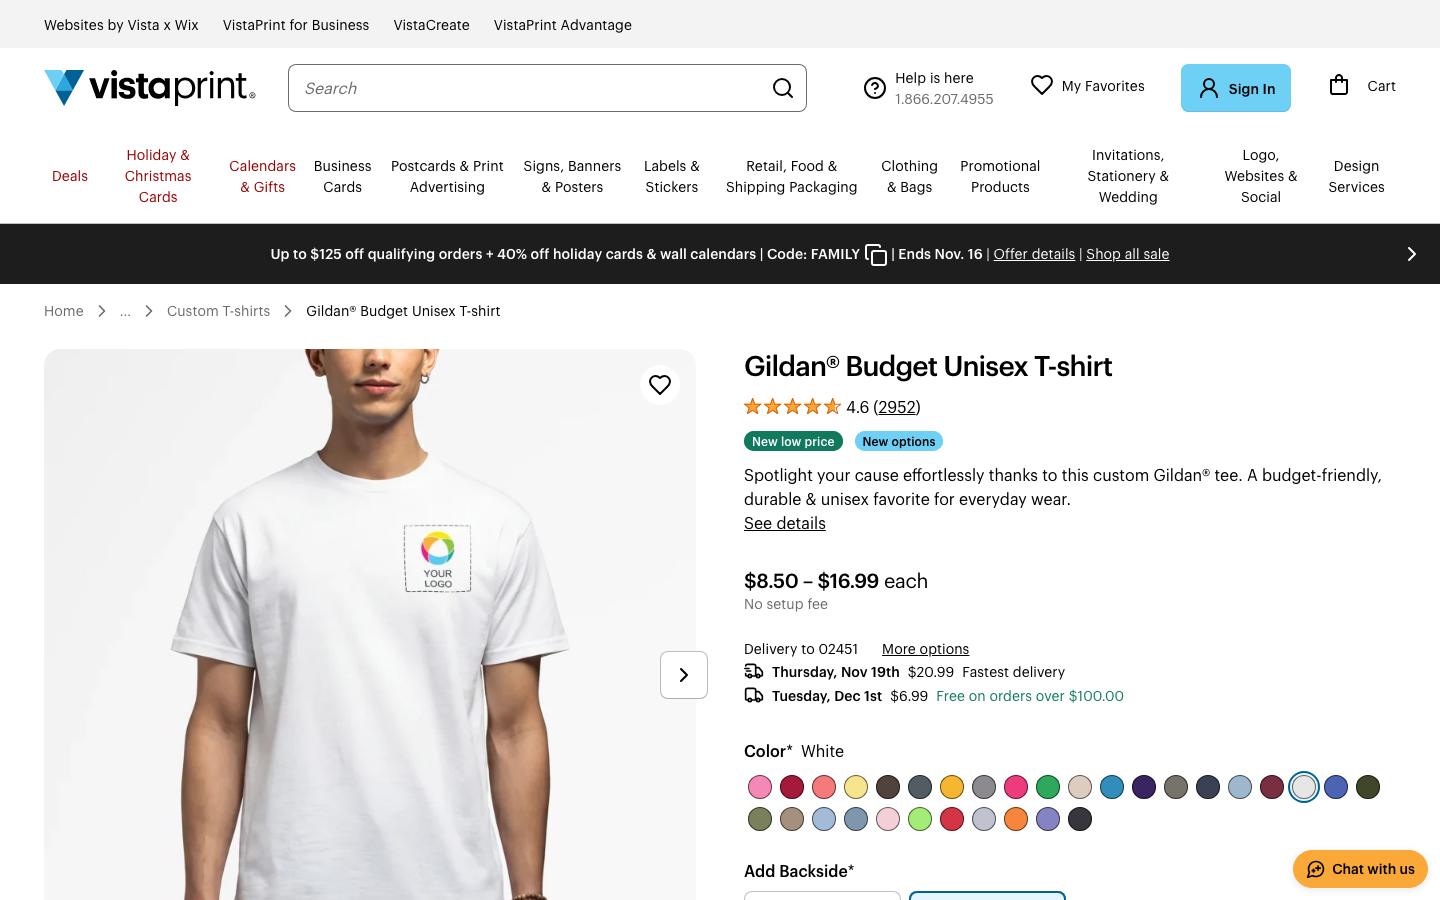 Websites by Vista x Wix
VistaPrint for Business
VistaCreate
VistaPrint Advantage
vistaprint®
Search
Help is here
1.866.207.4955
My Favorites
Sign In
Cart
Deals
Holiday &
Christmas
Cards
Calendars
& Gifts
Business
Cards
Postcards & Print
Advertising
Signs, Banners
& Posters
Labels &
Stickers
Retail, Food &
Shipping Packaging
Clothing
& Bags
Promotional
Products
Invitations,
Stationery &
Wedding
Logo,
Websites &
Social
Design
Services
Up to $125 off qualifying orders + 40% off holiday cards & wall calendars | Code: FAMILY | Ends Nov. 16 | Offer details | Shop all sale
Home
...
Custom T-shirts
Gildan® Budget Unisex T-shirt
YOUR
LOGO
Gildan® Budget Unisex T-shirt
4.6 (2952)
New low price
New options
Spotlight your cause effortlessly thanks to this custom Gildan® tee. A budget-friendly,
durable & unisex favorite for everyday wear.
See details
$8.50 – $16.99 each
No setup fee
Delivery to 02451 More options
Thursday, Nov 19th $20.99 Fastest delivery
Tuesday, Dec 1st $6.99 Free on orders over $100.00
Color* White
Add Backside*
Chat with us